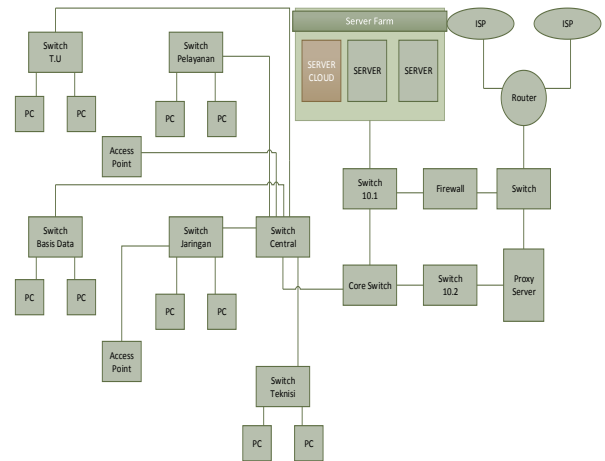 Server Farm
ISP
ISP
Switch
T.U
Switch
Pelayanan
SERVER
CLOUD
SERVER
SERVER
Router
PC
PC
PC
PC
Access
Point
Switch
10.1
Firewall
Switch
Switch
Basis Data
Switch
Jaringan
Switch
Central
Core Switch
Switch
10.2
Proxy
Server
PC
PC
PC
PC
Access
Point
Switch
Teknisi
PC
PC